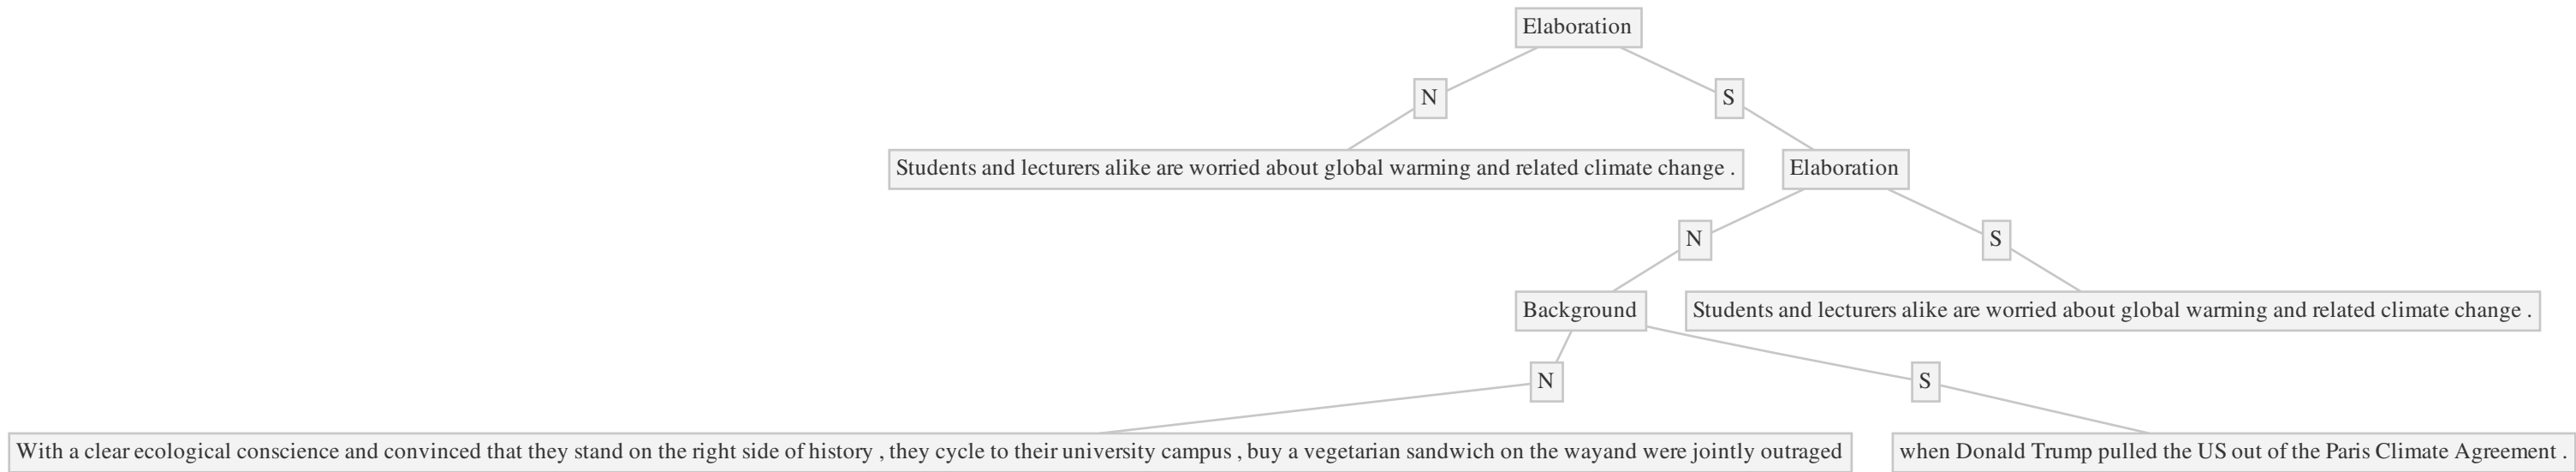 Elaboration
N S
Students and lecturers alike are worried about global warming and related climate change . Elaboration
N S
Background Students and lecturers alike are worried about global warming and related climate change .
N S
With a clear ecological conscience and convinced that they stand on the right side of history , they cycle to their university campus , buy a vegetarian sandwich on the wayand were jointly outraged when Donald Trump pulled the US out of the Paris Climate Agreement .